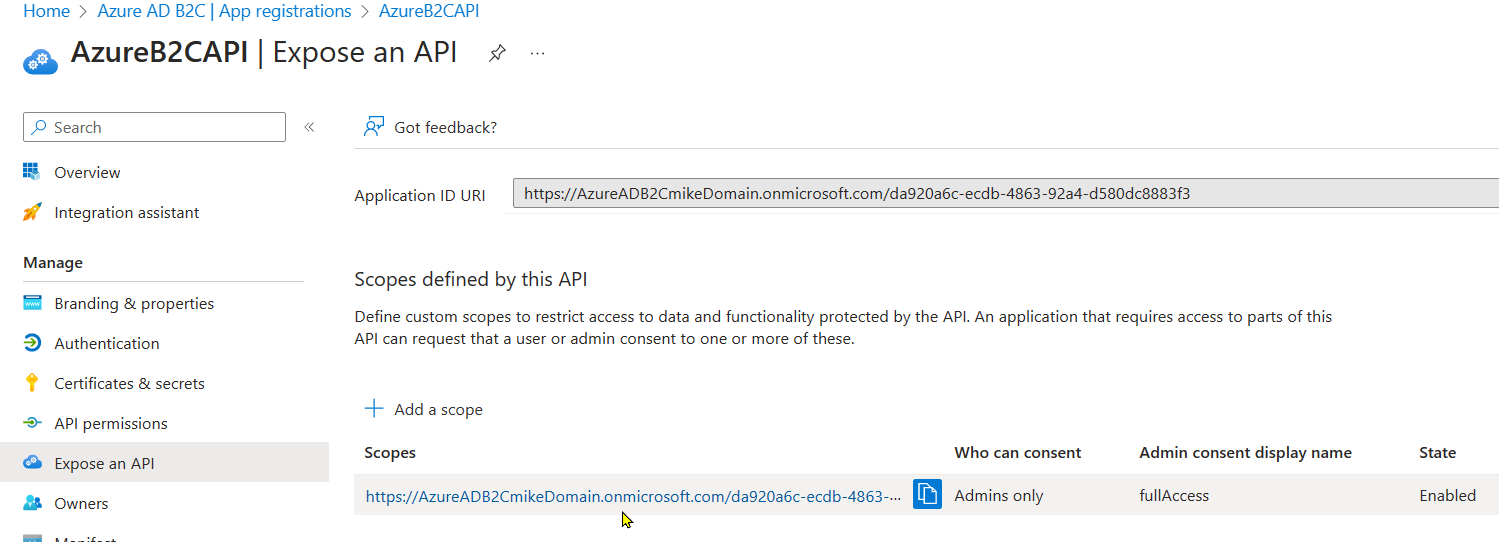 Home > Azure AD B2C | App registrations > AzureB2CAPI
AzureB2CAPI | Expose an API
Search
«
Got feedback?
Overview
Application ID URI
https://AzureADB2CmikeDomain.onmicrosoft.com/da920a6c-ecdb-4863-92a4-d580dc8883f3
Integration assistant
Manage
Scopes defined by this API
Branding & properties
Define custom scopes to restrict access to data and functionality protected by the API. An application that requires access to parts of this
API can request that a user or admin consent to one or more of these.
Authentication
Certificates & secrets
Add a scope
API permissions
Scopes Who can consent Admin consent display name State
Expose an API
https://AzureADB2CmikeDomain.onmicrosoft.com/da920a6c-ecdb-4863-... Admins only fullAccess Enabled
Owners
Manifest